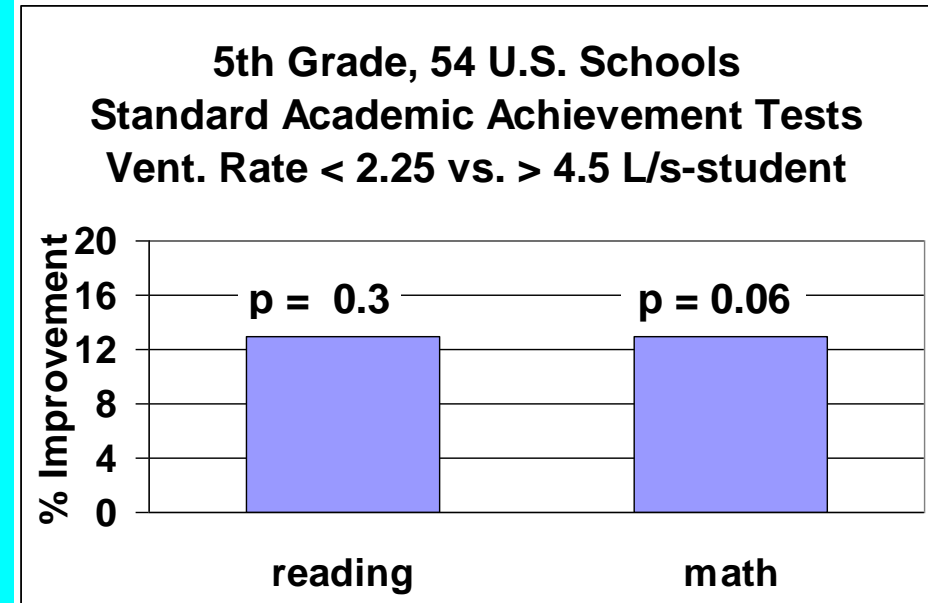 5th Grade, 54 U.S. Schools
Standard Academic Achievement Tests
Vent. Rate < 2.25 vs. > 4.5 L/s-student
% Improvement
20
16
12
8
4
0
p = 0.3
p = 0.06
reading
math